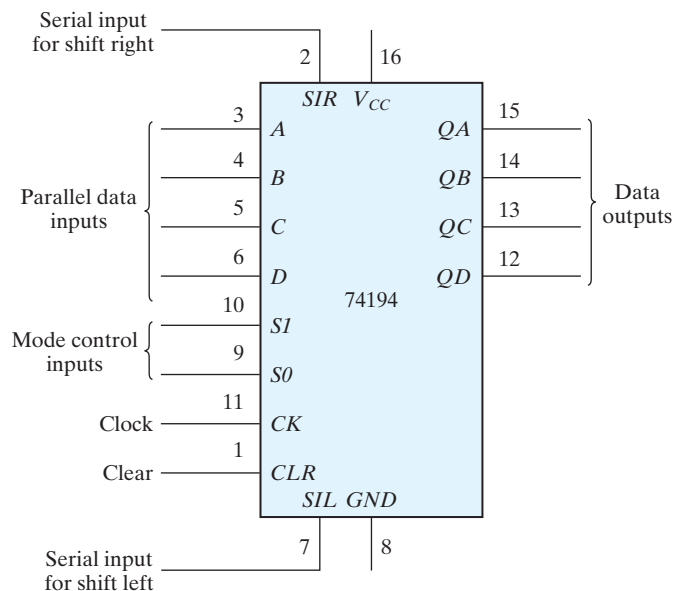 Serial input
for shift right
2
16
SIR VCC
3
A
QA
15
4
B
QB
14
Parallel data
inputs
5
C
QC
13
Data
outputs
6
D
QD
12
10
S1
74194
Mode control
inputs
9
S0
Clock
11
CK
Clear
1
CLR
SIL GND
7
8
Serial input
for shift left